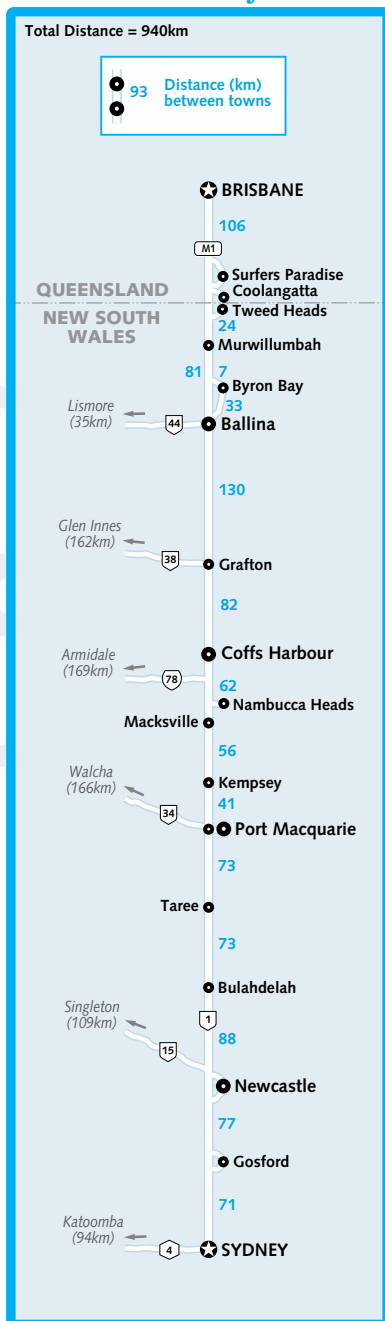 Total Distance = 940km
93
Distance (km)
between towns
BRISBANE
106
M1
Surfers Paradise
QUEENSLAND
Coolangatta
NEW SOUTH
WALES
Tweed Heads
24
Murwillumbah
81
7
Byron Bay
Lismore
(35km)
33
44
Ballina
130
Glen Innes
(162km)
38
Grafton
82
Armidale
(169km)
Coffs Harbour
78
62
Nambucca Heads
Macksville
56
Walcha
(166km)
Kempsey
41
34
Port Macquarie
73
Taree
73
Bulahdelah
Singleton
(109km)
1
88
15
Newcastle
77
Gosford
71
Katoomba
(94km)
4
SYDNEY